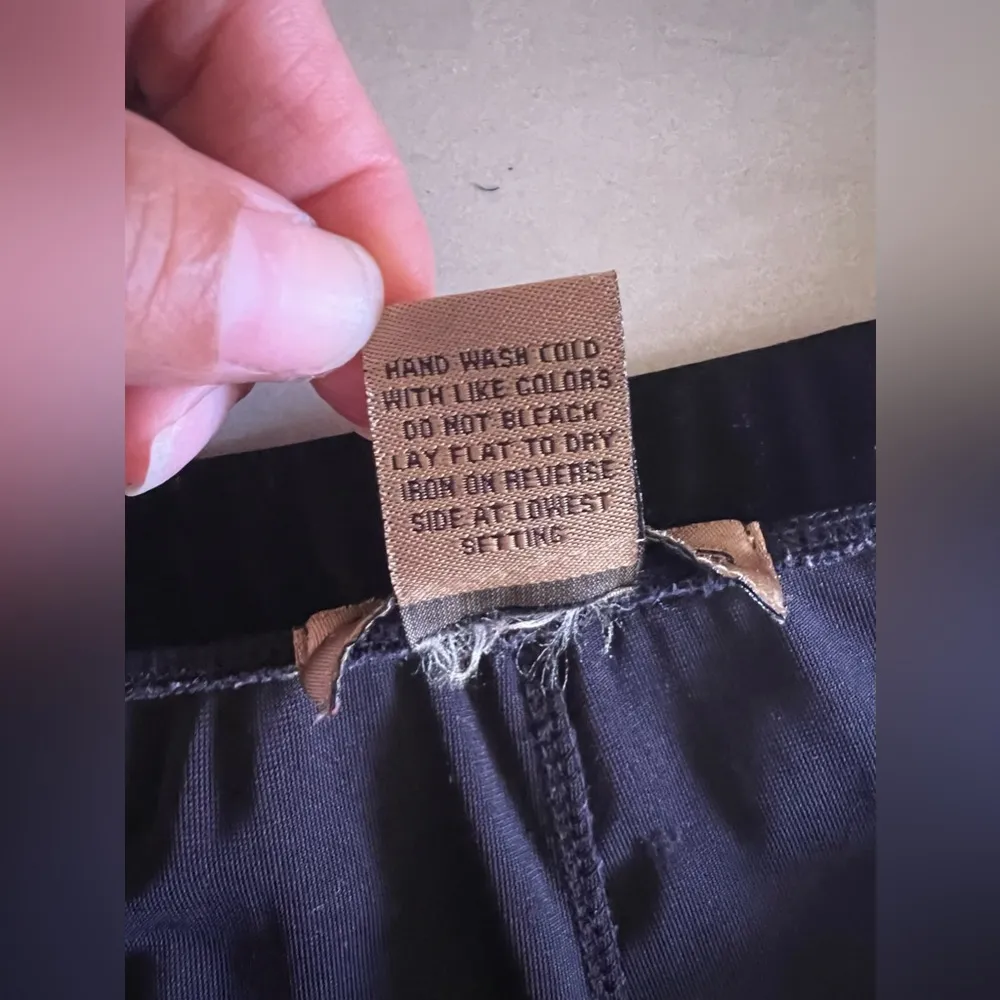 HAND WASH COLD
WITH LIKE COLORS
DO NOT BLEACH
LAY FLAT TO DRY
IRON ON REVERSE
SIDE AT LOWEST
SETTING